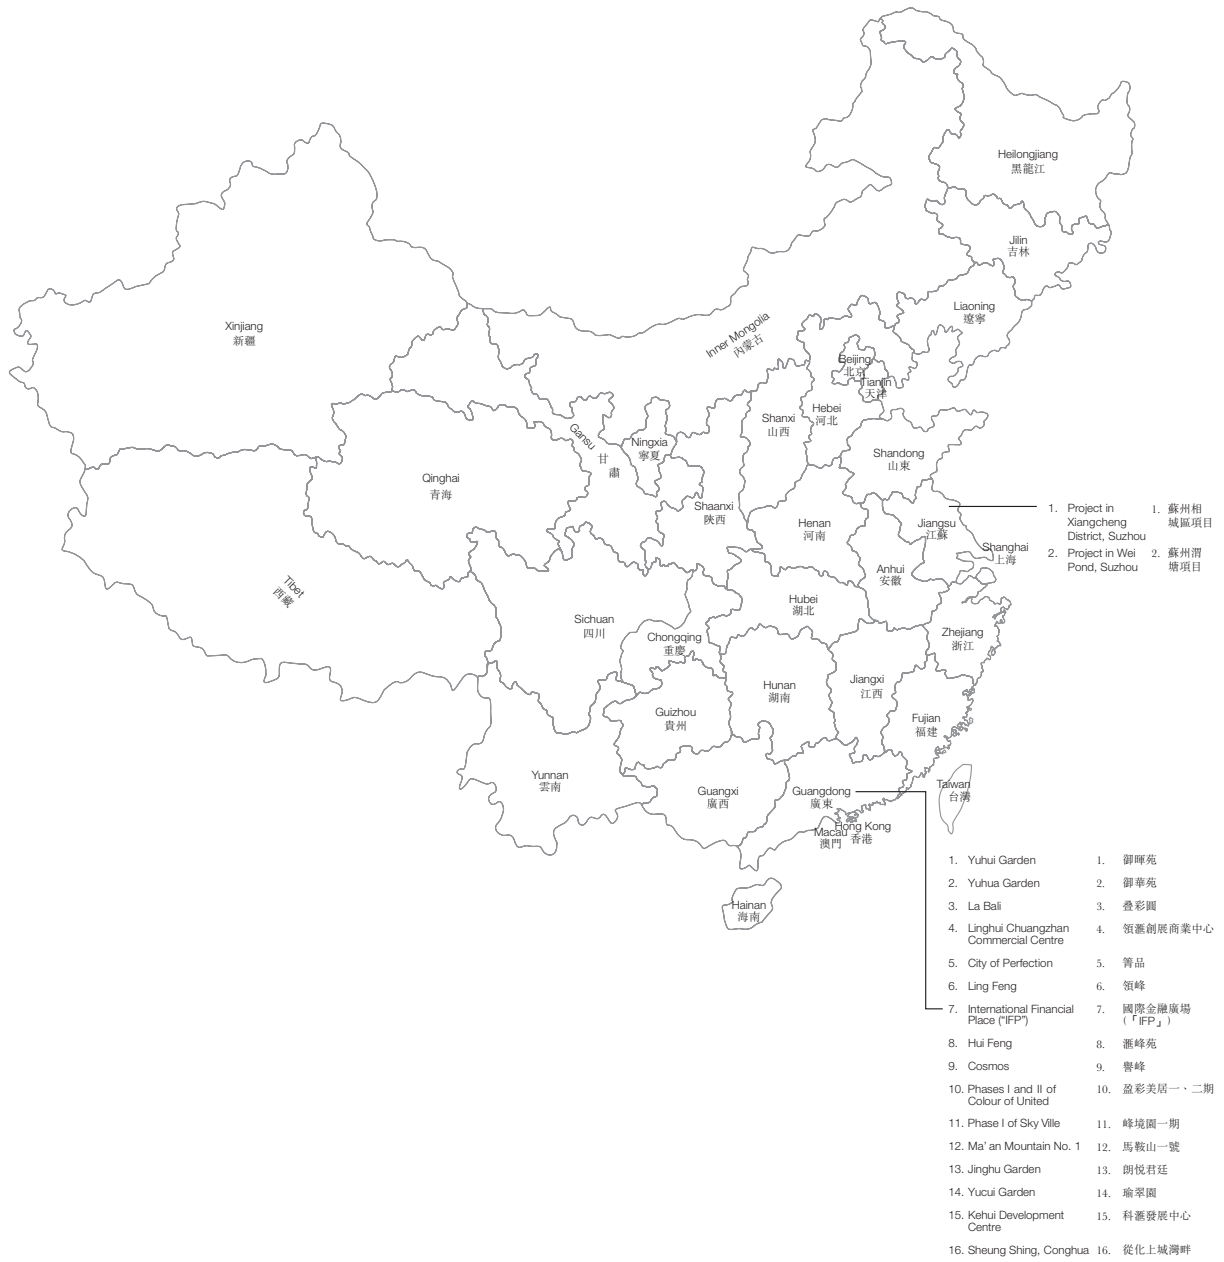 Heilongjiang
黑龍江
Jilin
吉林
Liaoning
遼寧
Xinjiang
新疆
Inner Mongolia
內蒙古
Beijing
北京
Tianjin
天津
Hebei
河北
Shanxi
山西
Gansu
甘
肅
Ningxia
寧夏
Shandong
山東
Qinghai
青海
Shaanxi
陝西
Henan
河南
Jiangsu
江蘇
1. Project in 1. 蘇州相
Xiangcheng 城區項目
District, Suzhou
2. Project in Wei 2. 蘇州渭
Pond, Suzhou 塘項目
Shanghai
上海
Anhui
安徽
Tibet
西藏
Hubei
湖北
Sichuan
四川
Chongqing
重慶
Zhejiang
浙江
Hunan
湖南
Jiangxi
江西
Guizhou
貴州
Fujian
福建
Yunnan
雲南
Guangxi
廣西
Guangdong
廣東
Taiwan
台灣
Hong Kong
香港
Macau
澳門
Hainan
海南
1. Yuhui Garden 1. 御暉苑
2. Yuhua Garden 2. 御華苑
3. La Bali 3. 疊彩園
4. Linghui Chuangzhan 4. 領滙創展商業中心
Commercial Centre
5. City of Perfection 5. 箐品
6. Ling Feng 6. 領峰
7. International Financial 7. 國際金融廣場
Place (“IFP”) (「IFP」)
8. Hui Feng 8. 滙峰苑
9. Cosmos 9. 譽峰
10. Phases I and II of 10. 盈彩美居一、二期
Colour of United
11. Phase I of Sky Ville 11. 峰境園一期
12. Ma’ an Mountain No. 1 12. 馬鞍山一號
13. Jinghu Garden 13. 朗悅君廷
14. Yucui Garden 14. 瑜翠園
15. Kehui Development 15. 科滙發展中心
Centre
16. Sheung Shing, Conghua 16. 從化上城灣畔